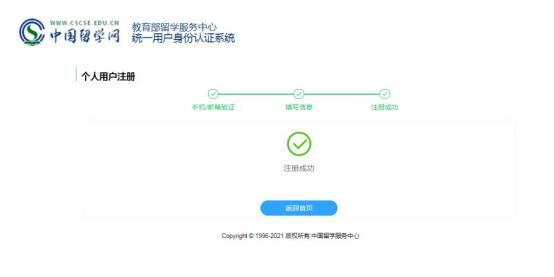 WWW.CSCSE.EDU.CN
中国留学网
教育部留学服务中心
统一用户身份认证系统
个人用户注册
手机/邮箱验证 填写信息 注册成功
注册成功
返回首页
Copyright © 1996-2021 版权所有:中国留学服务中心